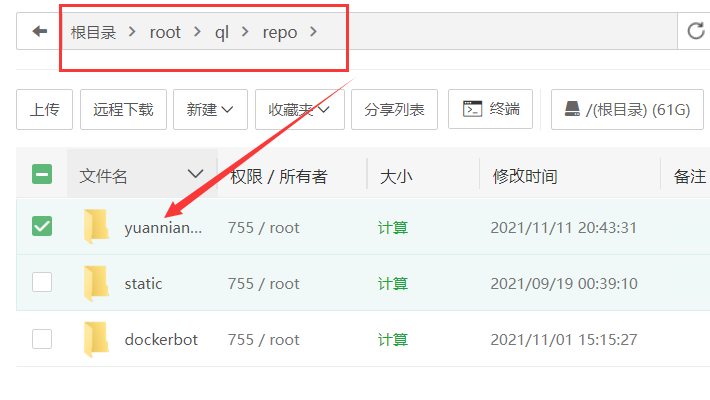 根目录 > root > ql > repo >
上传 远程下载 新建 收藏夹 分享列表 终端 /(根目录) (61G)
文件名 权限 / 所有者 大小 修改时间 备注
yuannian... 755 / root 计算 2021/11/11 20:43:31
static 755 / root 计算 2021/09/19 00:39:10
dockerbot 755 / root 计算 2021/11/01 15:15:27